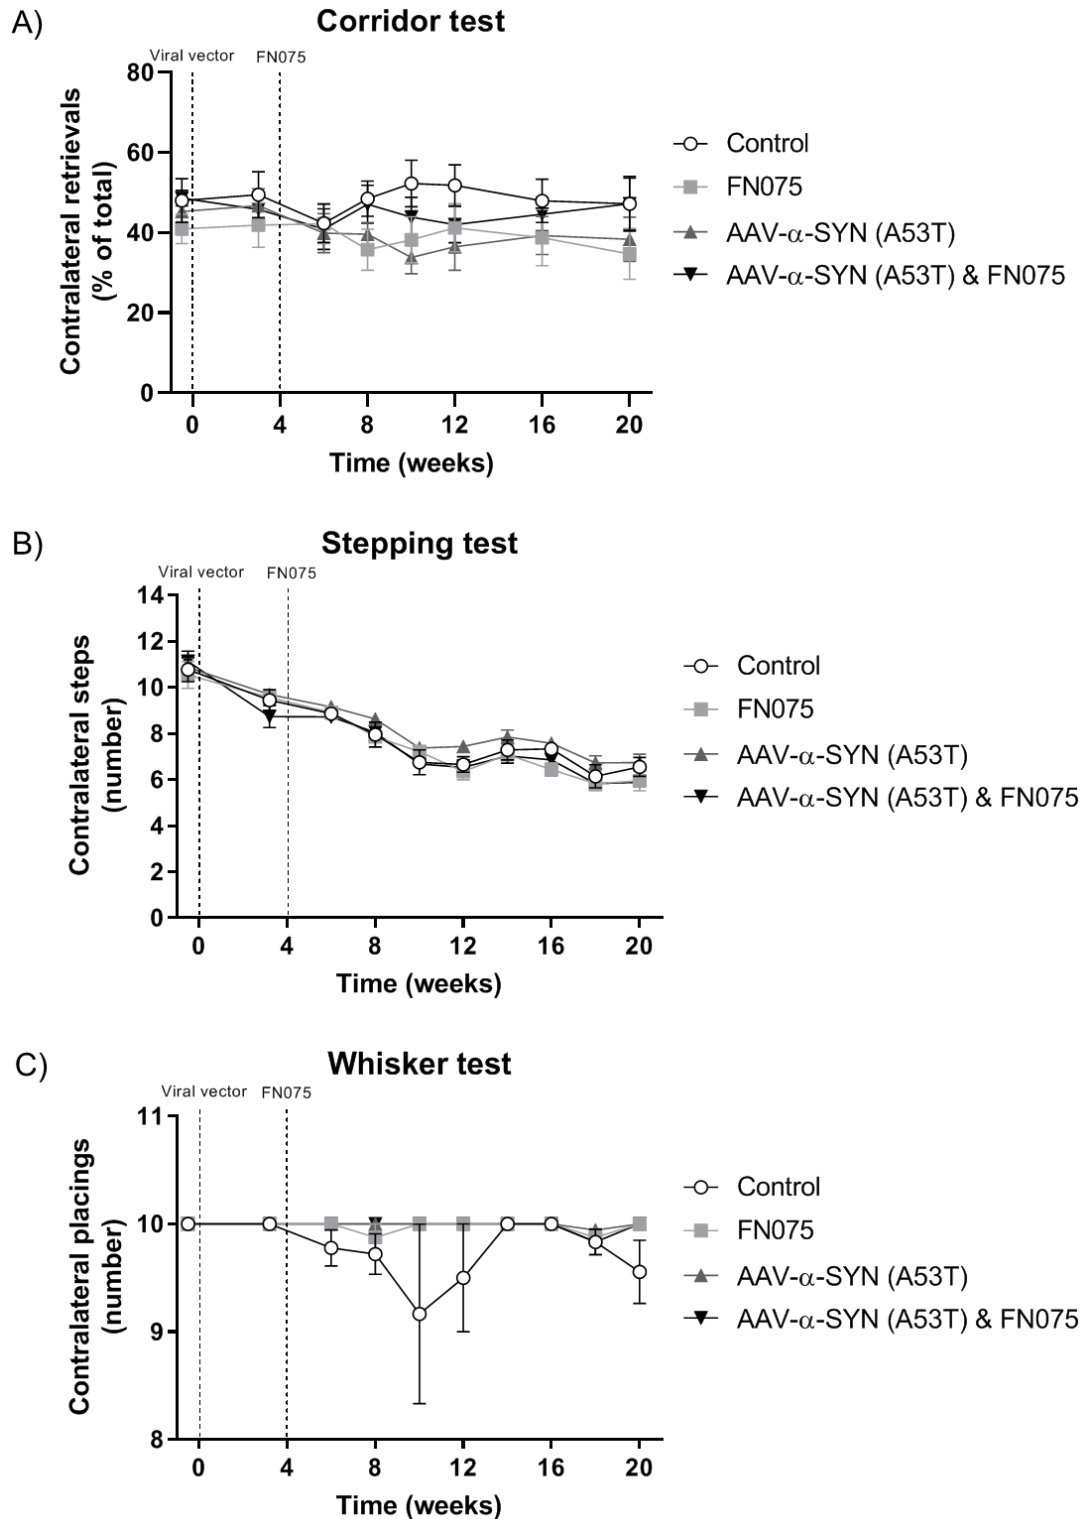 A)
Corridor test
Viral vector
FN075
Contralateral retrievals
(% of total)
80
60
40
20
0
0 4 8 12 16 20
Time (weeks)
Control
FN075
AAV-α-SYN (A53T)
AAV-α-SYN (A53T) & FN075
B)
Stepping test
Viral vector
FN075
Contralateral steps
(number)
14
12
10
8
6
4
2
0
0 4 8 12 16 20
Time (weeks)
Control
FN075
AAV-α-SYN (A53T)
AAV-α-SYN (A53T) & FN075
C)
Whisker test
Viral vector
FN075
Contralateral placings
(number)
11
10
9
8
0 4 8 12 16 20
Time (weeks)
Control
FN075
AAV-α-SYN (A53T)
AAV-α-SYN (A53T) & FN075